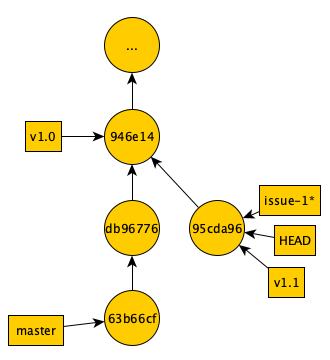 ...
v1.0
946e14
issue-1*
db96776
95cda96
HEAD
v1.1
63b66cf
master